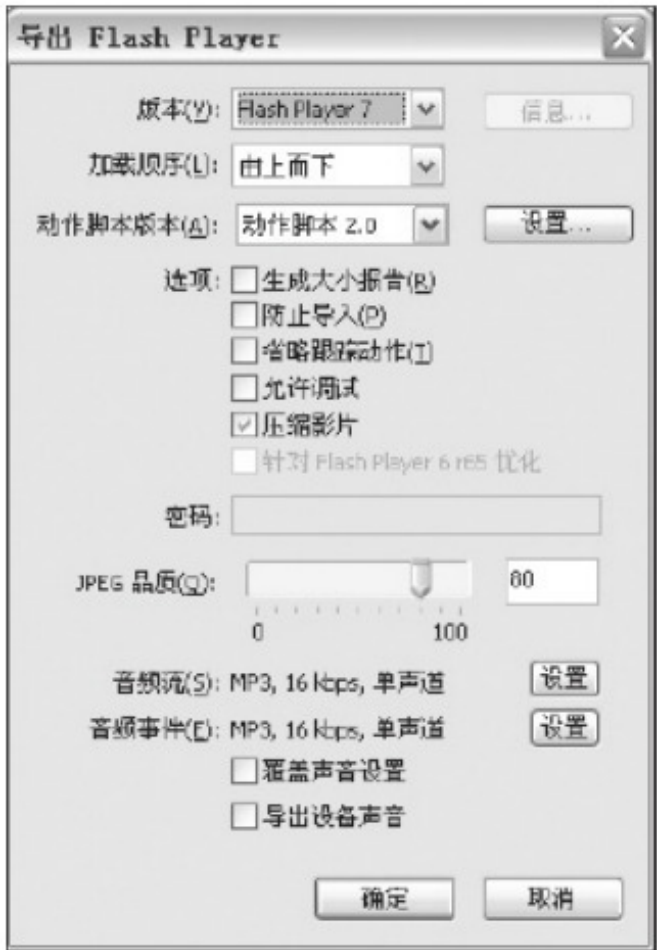 导出 Flash Player
版本(V): Flash Player 7 信息...
加载顺序(L): 由上而下
动作脚本版本(A): 动作脚本 2.0 设置...
选项: 生成大小报告(R)
防止导入(P)
省略跟踪动作(T)
允许调试
压缩影片
针对 Flash Player 6 r65 优化
密码:
JPEG 品质(Q): 80
0 100
音频流(S): MP3, 16 kbps, 单声道 设置
音频事件(E): MP3, 16 kbps, 单声道 设置
覆盖声音设置
导出设备声音
确定 取消